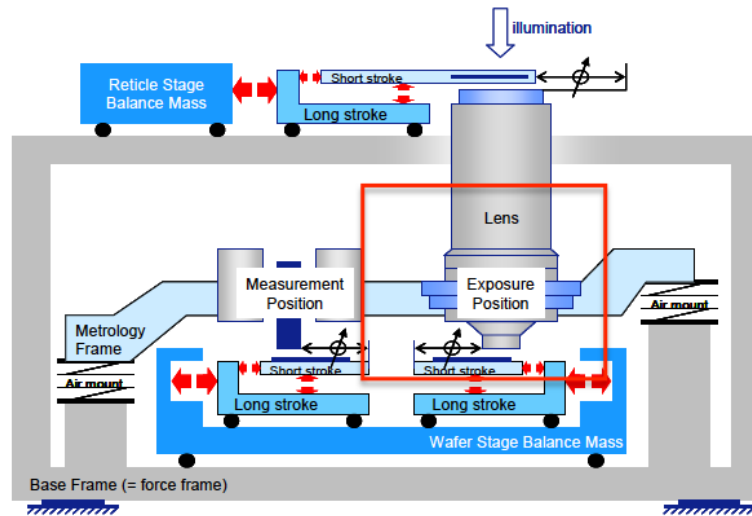 illumination
Reticle Stage
Balance Mass
Short stroke
Long stroke
Lens
Measurement
Position
Exposure
Position
Metrology
Frame
Air mount
Air mount
Short stroke
Short stroke
Long stroke
Long stroke
Wafer Stage Balance Mass
Base Frame (= force frame)